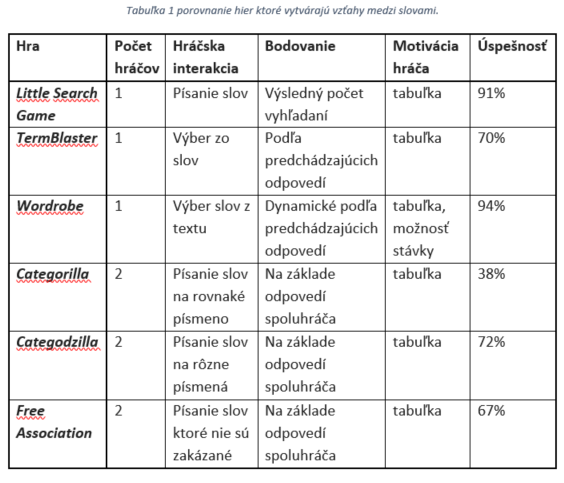 Tabuľka 1 porovnanie hier ktoré vytvárajú vzťahy medzi slovami.
Hra Počet hráčov Hráčska interakcia Bodovanie Motivácia hráča Úspešnosť
Little Search Game 1 Písanie slov Výsledný počet vyhľadaní tabuľka 91%
TermBlaster 1 Výber zo slov Podľa predchádzajúcich odpovedí tabuľka 70%
Wordrobe 1 Výber slov z textu Dynamické podľa predchádzajúcich odpovedí tabuľka, možnosť stávky 94%
Categorilla 2 Písanie slov na rovnaké písmeno Na základe odpovedí spoluhráča tabuľka 38%
Categodzilla 2 Písanie slov na rôzne písmená Na základe odpovedí spoluhráča tabuľka 72%
Free Association 2 Písanie slov ktoré nie sú zakázané Na základe odpovedí spoluhráča tabuľka 67%